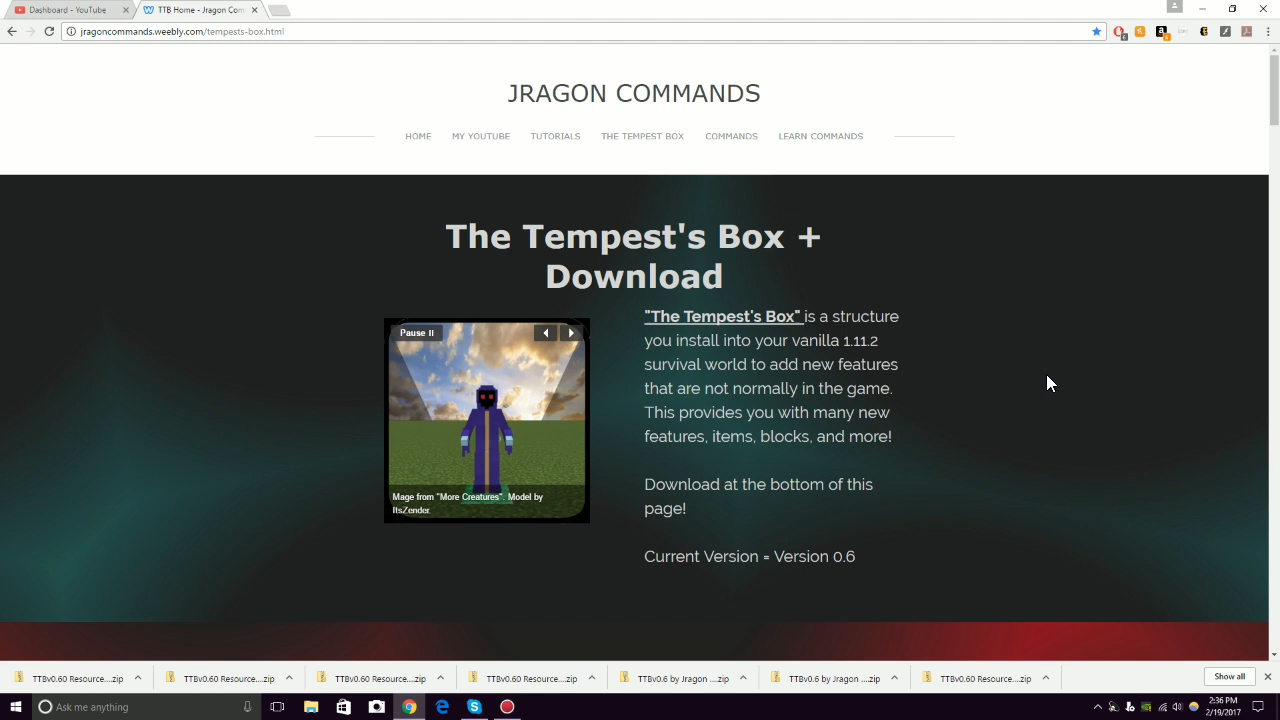 Dashboard - YouTube
TTB Home - Jragon Com
jragoncommands.weebly.com/tempests-box.html
JRAGON COMMANDS
HOME
MY YOUTUBE
TUTORIALS
THE TEMPEST BOX
COMMANDS
LEARN COMMANDS
The Tempest's Box +
Download
Pause II
Mage from "More Creatures". Model by
ItsZender.
"The Tempest's Box" is a structure
you install into your vanilla 1.11.2
survival world to add new features
that are not normally in the game.
This provides you with many new
features, items, blocks, and more!
Download at the bottom of this
page!
Current Version = Version 0.6
TTBv0.60 Resource....zip
TTBv0.60 Resource....zip
TTBv0.60 Resource....zip
TTBv0.60 Resource....zip
TTBv0.6 by Jragon ....zip
TTBv0.6 by Jragon ....zip
TTBv0.60 Resource....zip
Show all
Ask me anything
2:36 PM
2/19/2017